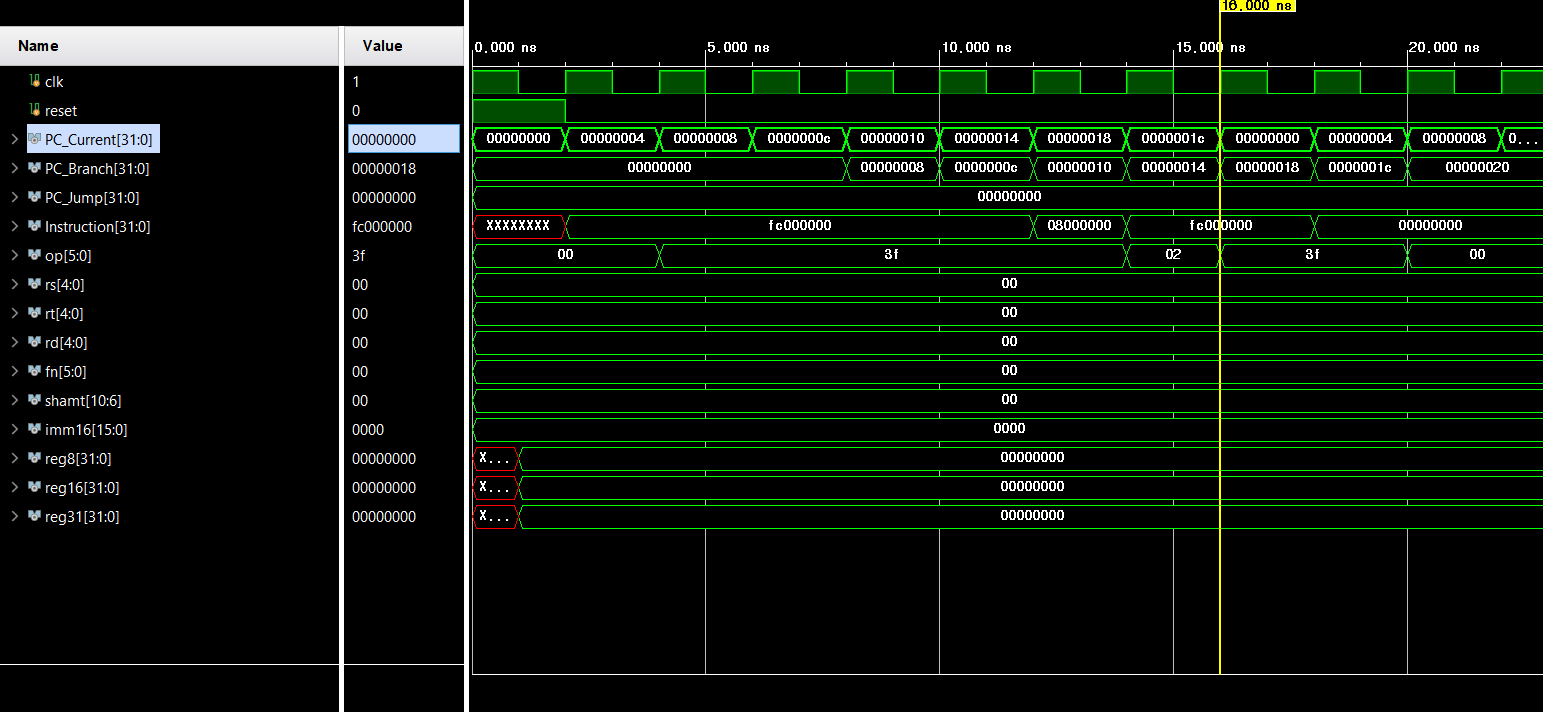 16.000 ns
Name Value
0.000 ns 5.000 ns 10.000 ns 15.000 ns 20.000 ns
clk 1
reset 0
PC_Current[31:0] 00000000 00000000 00000004 00000008 0000000c 00000010 00000014 00000018 0000001c 00000000 00000004 00000008 0...
PC_Branch[31:0] 00000018 00000000 00000008 0000000c 00000010 00000014 00000018 0000001c 00000020
PC_Jump[31:0] 00000000 00000000
Instruction[31:0] fc000000 XXXXXXXX fc000000 08000000 fc000000 00000000
op[5:0] 3f 00 3f 02 3f 00
rs[4:0] 00 00
rt[4:0] 00 00
rd[4:0] 00 00
fn[5:0] 00 00
shamt[10:6] 00 00
imm16[15:0] 0000 0000
reg8[31:0] 00000000 X... 00000000
reg16[31:0] 00000000 X... 00000000
reg31[31:0] 00000000 X... 00000000